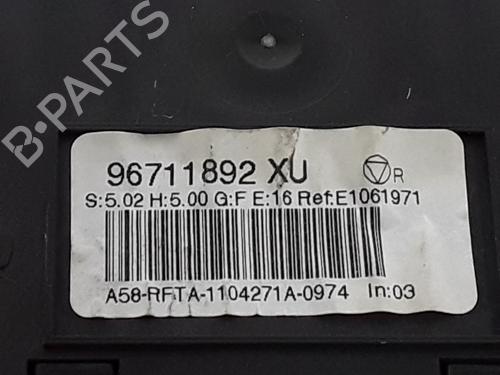 B-PARTS
96711892 XU R
S:5.02 H:5.00 G:F E:16 Ref:E1061971
A58-RFTA-1104271A-0974 In:03